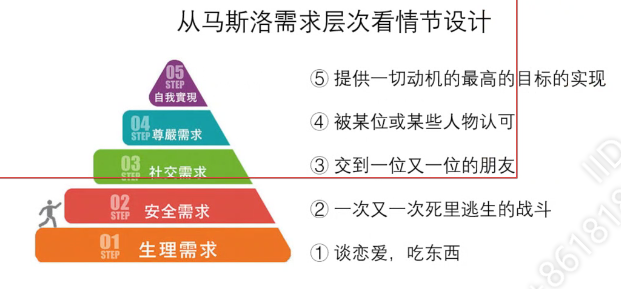 从马斯洛需求层次看情节设计
05
STEP
自我實現
⑤ 提供一切动机的最高的目标的实现
04
STEP 尊嚴需求
④ 被某位或某些人物认可
03
STEP 社交需求
③ 交到一位又一位的朋友
02
STEP 安全需求
② 一次又一次死里逃生的战斗
01
STEP 生理需求
① 谈恋爱，吃东西